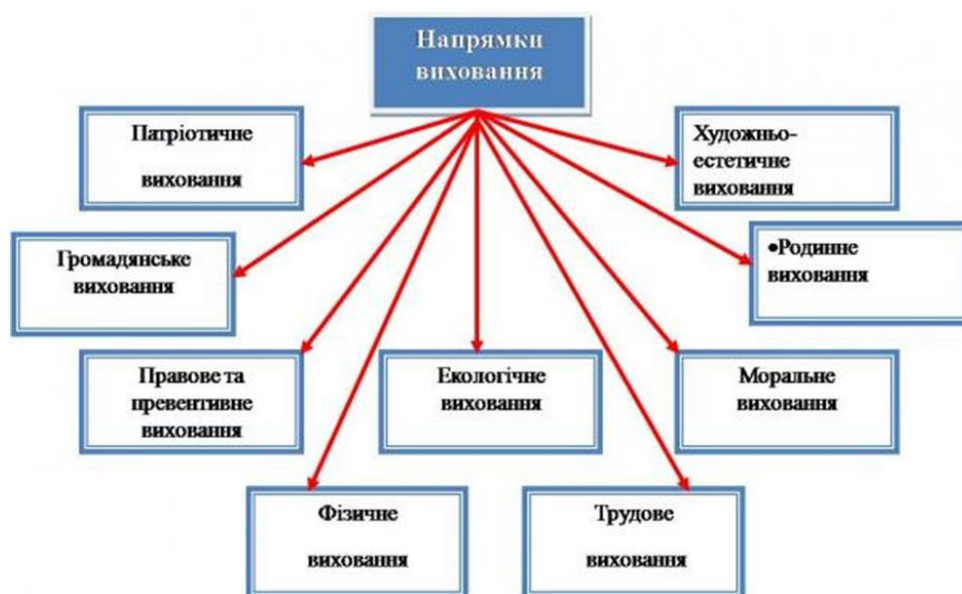 Напрямки
виховання
Патріотичне
виховання
Художньо-
естетичне
виховання
Громадянське
виховання
•Родинне
виховання
Правове та
превентивне
виховання
Екологічне
виховання
Моральне
виховання
Фізичне
виховання
Трудове
виховання